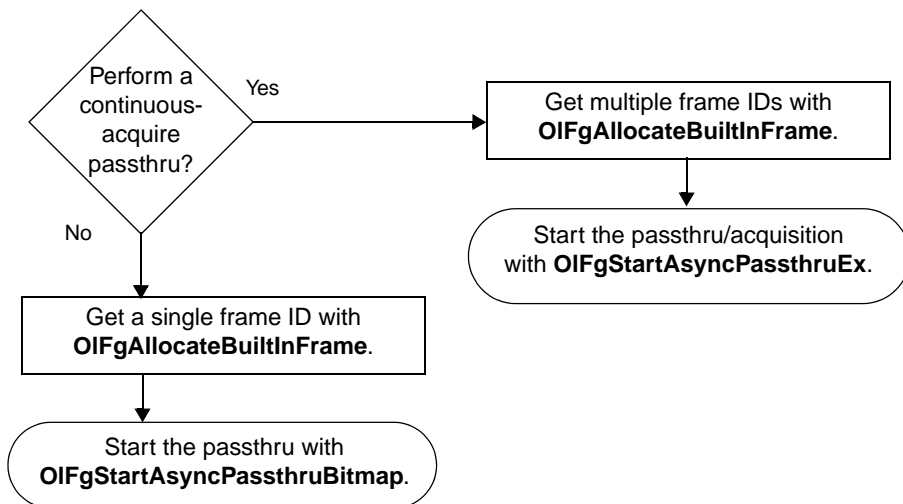 Perform a
continuous-
acquire
passthru?
Yes
Get multiple frame IDs with
OlFgAllocateBuiltInFrame.
Start the passthru/acquisition
with OlFgStartAsyncPassthruEx.
No
Get a single frame ID with
OlFgAllocateBuiltInFrame.
Start the passthru with
OlFgStartAsyncPassthruBitmap.